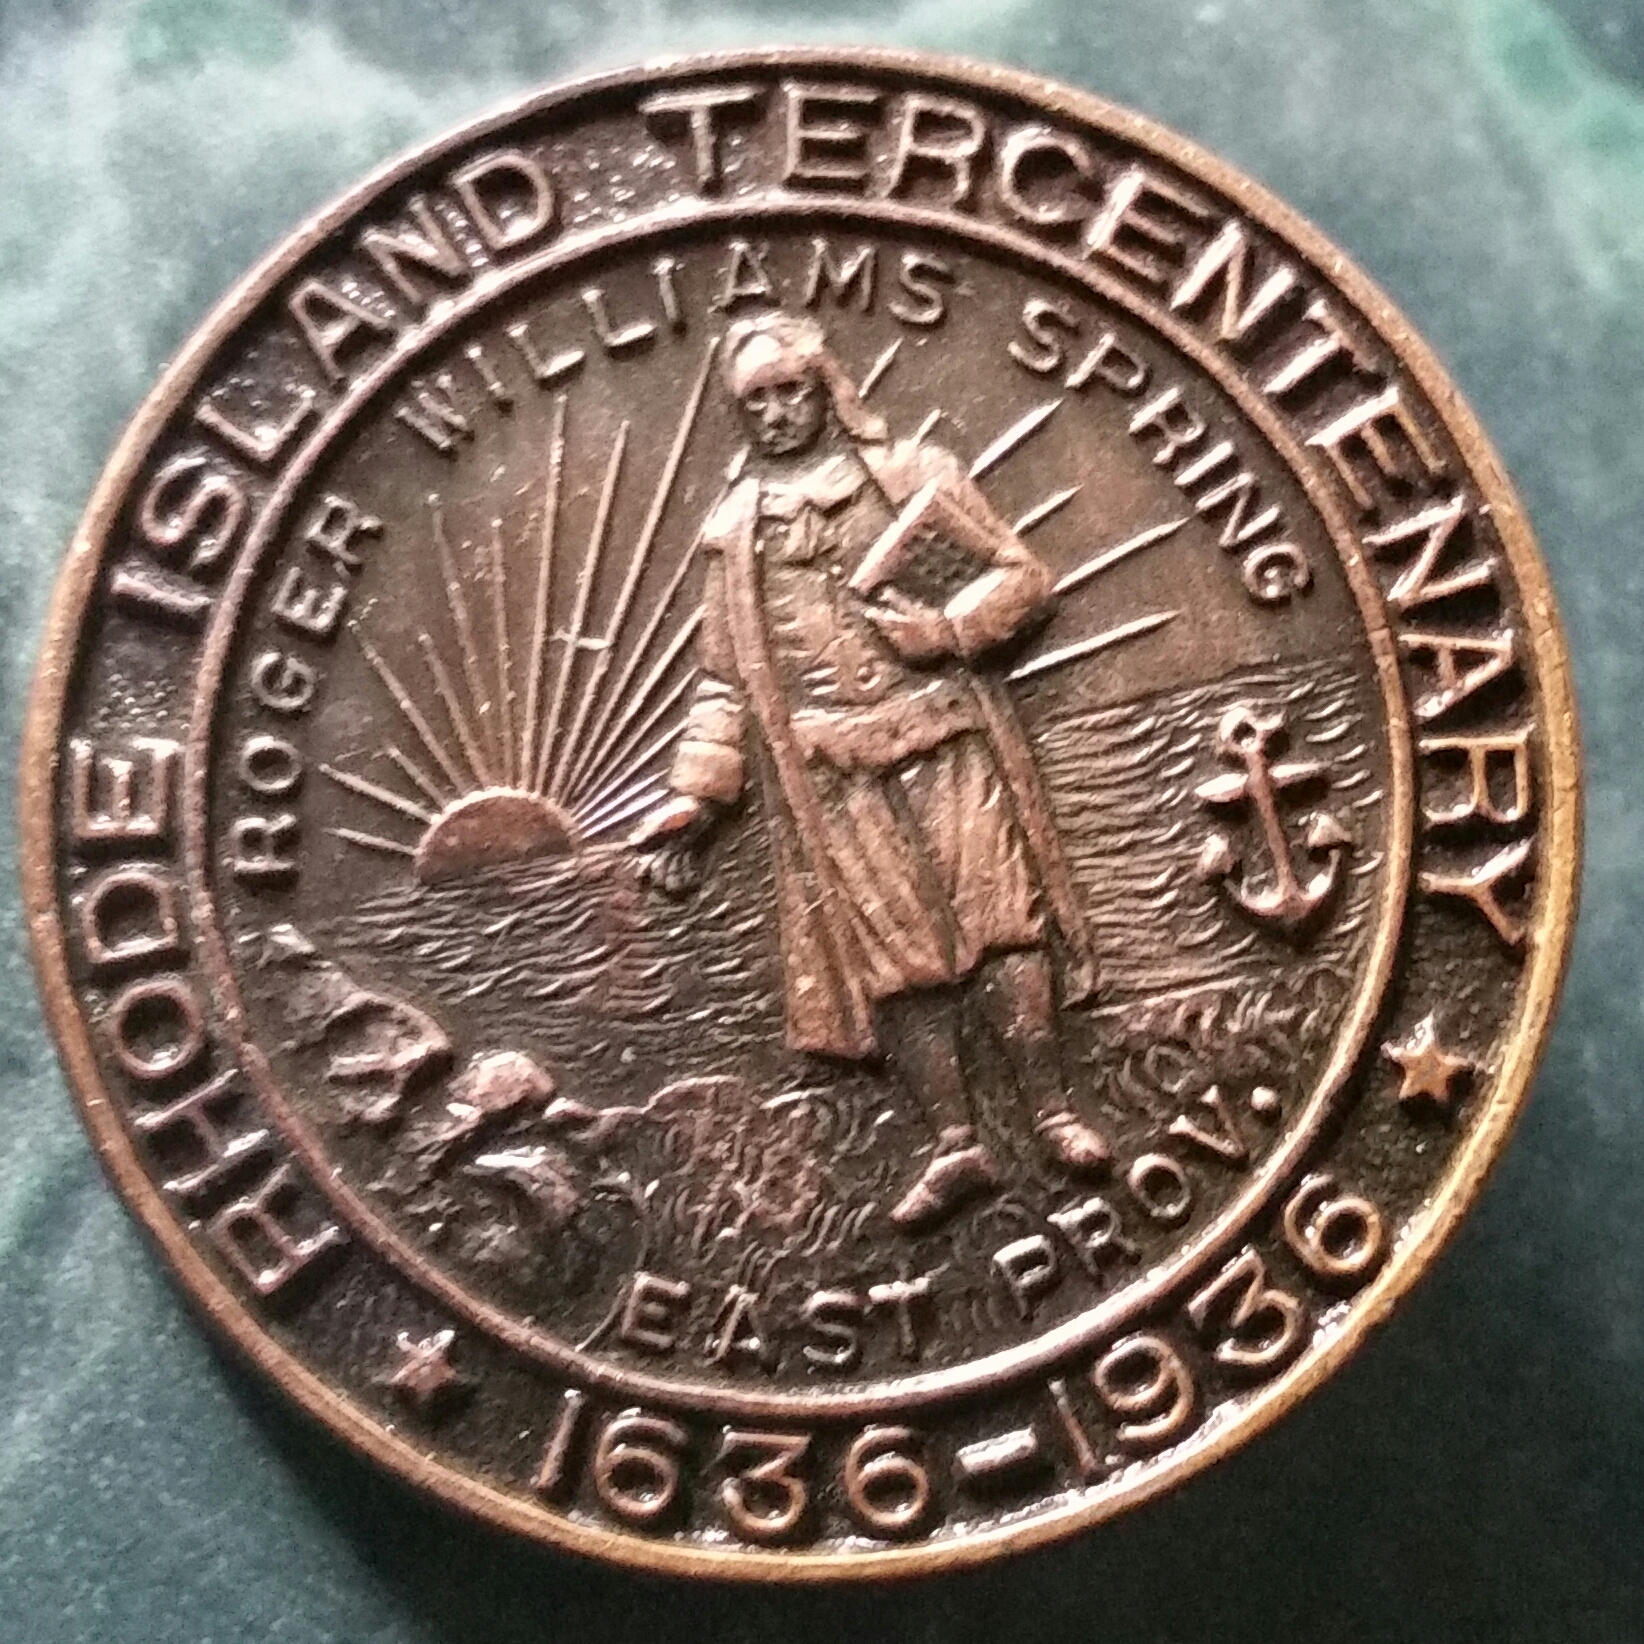 RHODE ISLAND TERCENTENARY
★ 1636-1936 ★
ROGER WILLIAMS SPRING
EAST PROV.